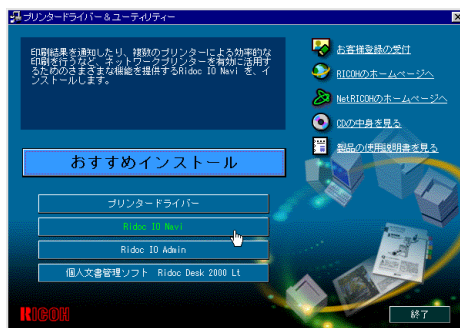 プリンタードライバー＆ユーティリティー
印刷結果を通知したり、複数のプリンターによる効率的な
印刷を行うなど、ネットワークプリンターを有効に活用す
るためのさまざまな機能を提供するRidoc IO Navi を、イ
ンストールします。
お客様登録の受付
RICOHのホームページへ
NetRICOHのホームページへ
CDの中身を見る
製品の使用説明書を見る
おすすめインストール
プリンタードライバー
Ridoc IO Navi
Ridoc IO Admin
個人文書管理ソフト Ridoc Desk 2000 Lt
RICOH
終了